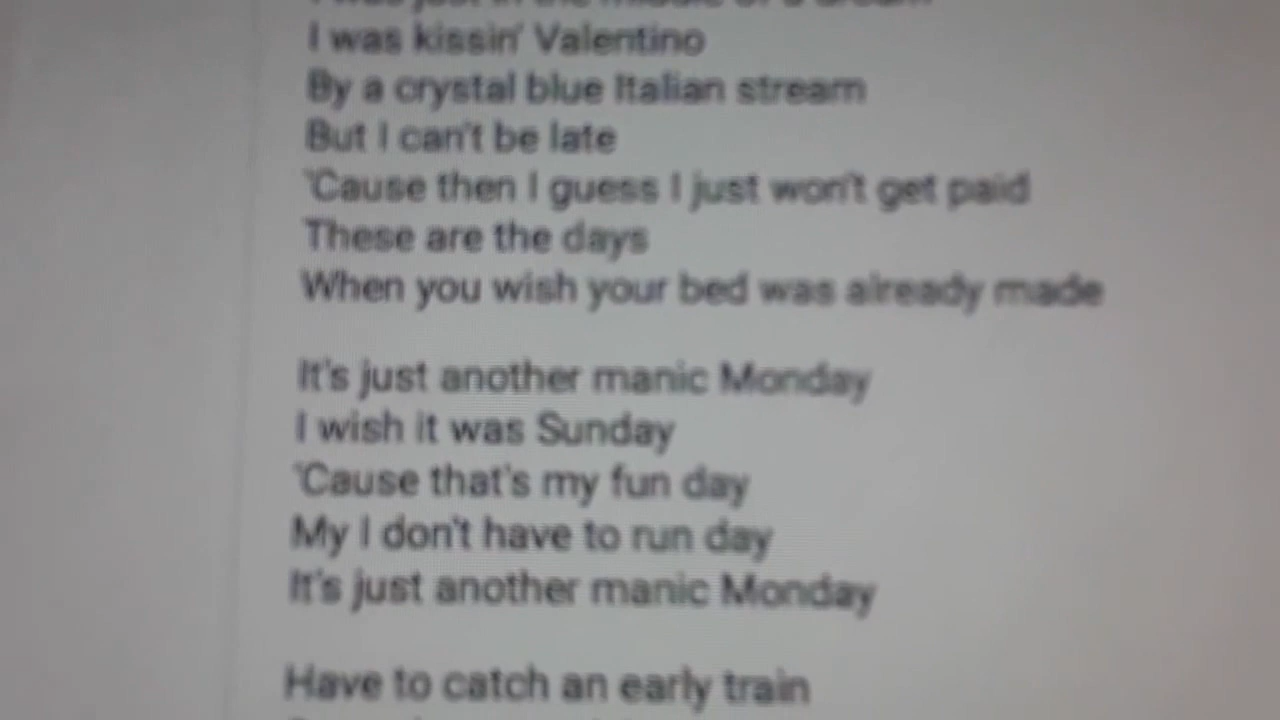 I was kissin' Valentino
By a crystal blue Italian stream
But I can't be late
'Cause then I guess I just won't get paid
These are the days
When you wish your bed was already made
It's just another manic Monday
I wish it was Sunday
'Cause that's my fun day
My I don't have to run day
It's just another manic Monday
Have to catch an early train